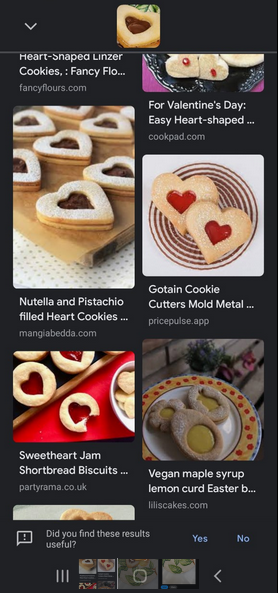 Heart-Shaped Linzer
Cookies, : Fancy Flo...
fancyflours.com
For Valentine's Day:
Easy Heart-shaped ...
cookpad.com
Nutella and Pistachio
filled Heart Cookies ...
mangiabedda.com
Gotain Cookie
Cutters Mold Metal ...
pricepulse.app
Sweetheart Jam
Shortbread Biscuits ...
partyrama.co.uk
Vegan maple syrup
lemon curd Easter b...
liliscakes.com
Did you find these results
useful?
Yes
No